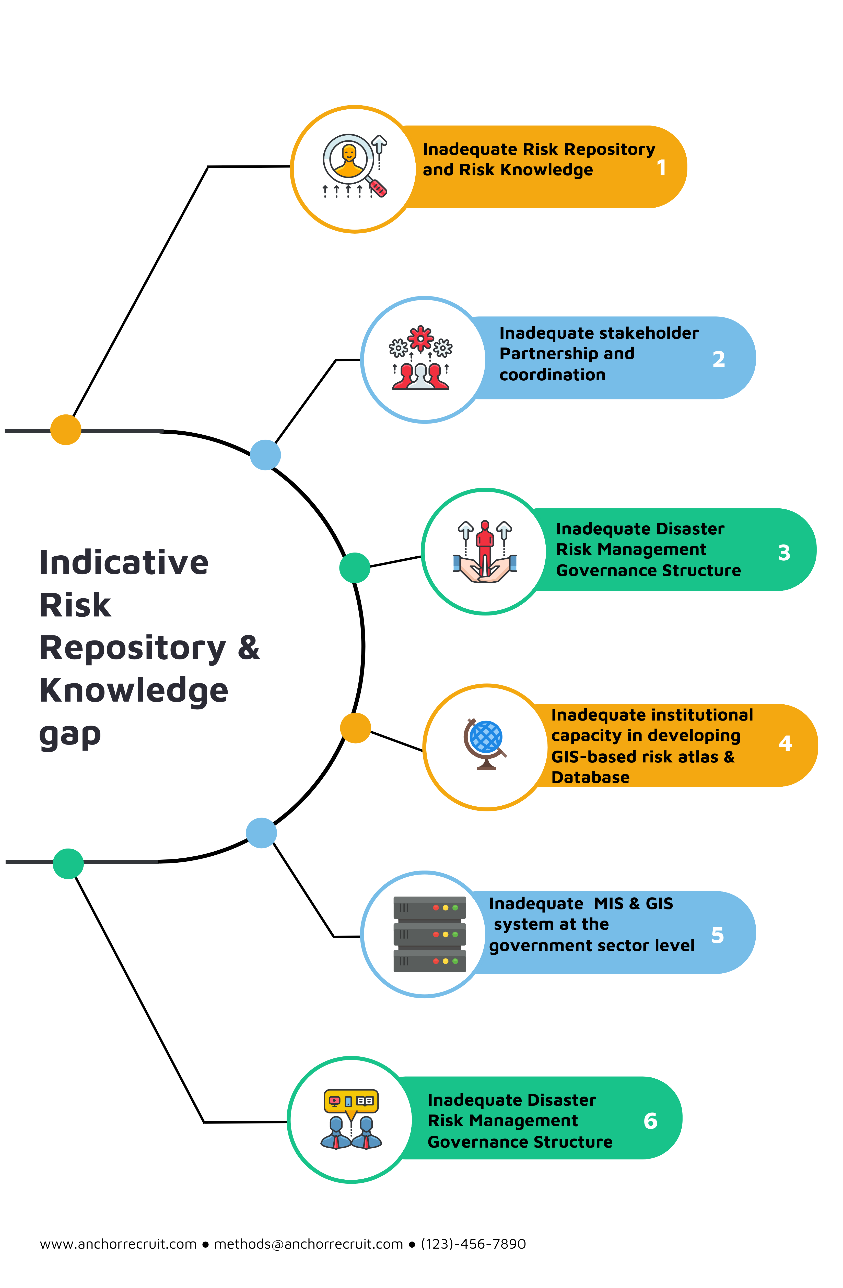 Inadequate Risk Repository
and Risk Knowledge
1
Inadequate stakeholder
Partnership and
coordination
2
Inadequate Disaster
Risk Management
Governance Structure
3
Indicative
Risk
Repository &
Knowledge
gap
Inadequate institutional
capacity in developing
GIS-based risk atlas &
Database
4
Inadequate  MIS & GIS
system at the
government sector level
5
Inadequate Disaster
Risk Management
Governance Structure
6
www.anchorrecruit.com ● methods@anchorrecruit.com ● (123)-456-7890